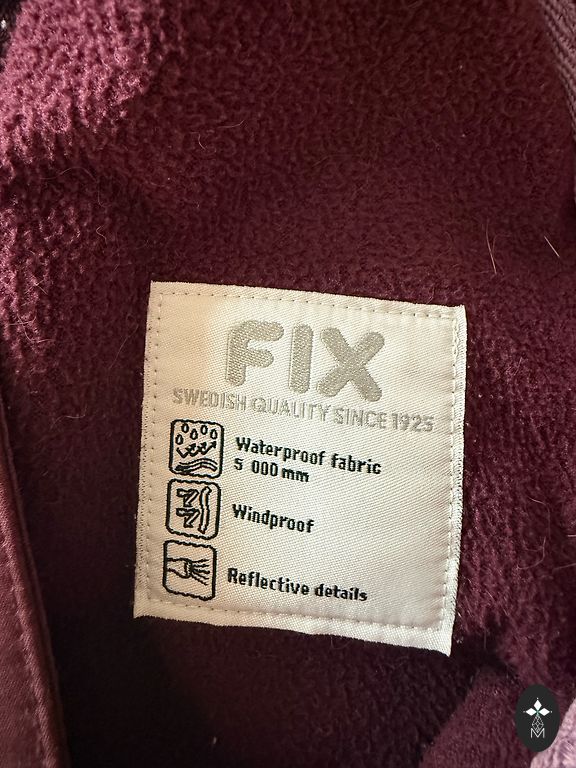 FIX
SWEDISH QUALITY SINCE 1925
Waterproof fabric
5 000 mm
Windproof
Reflective details
M